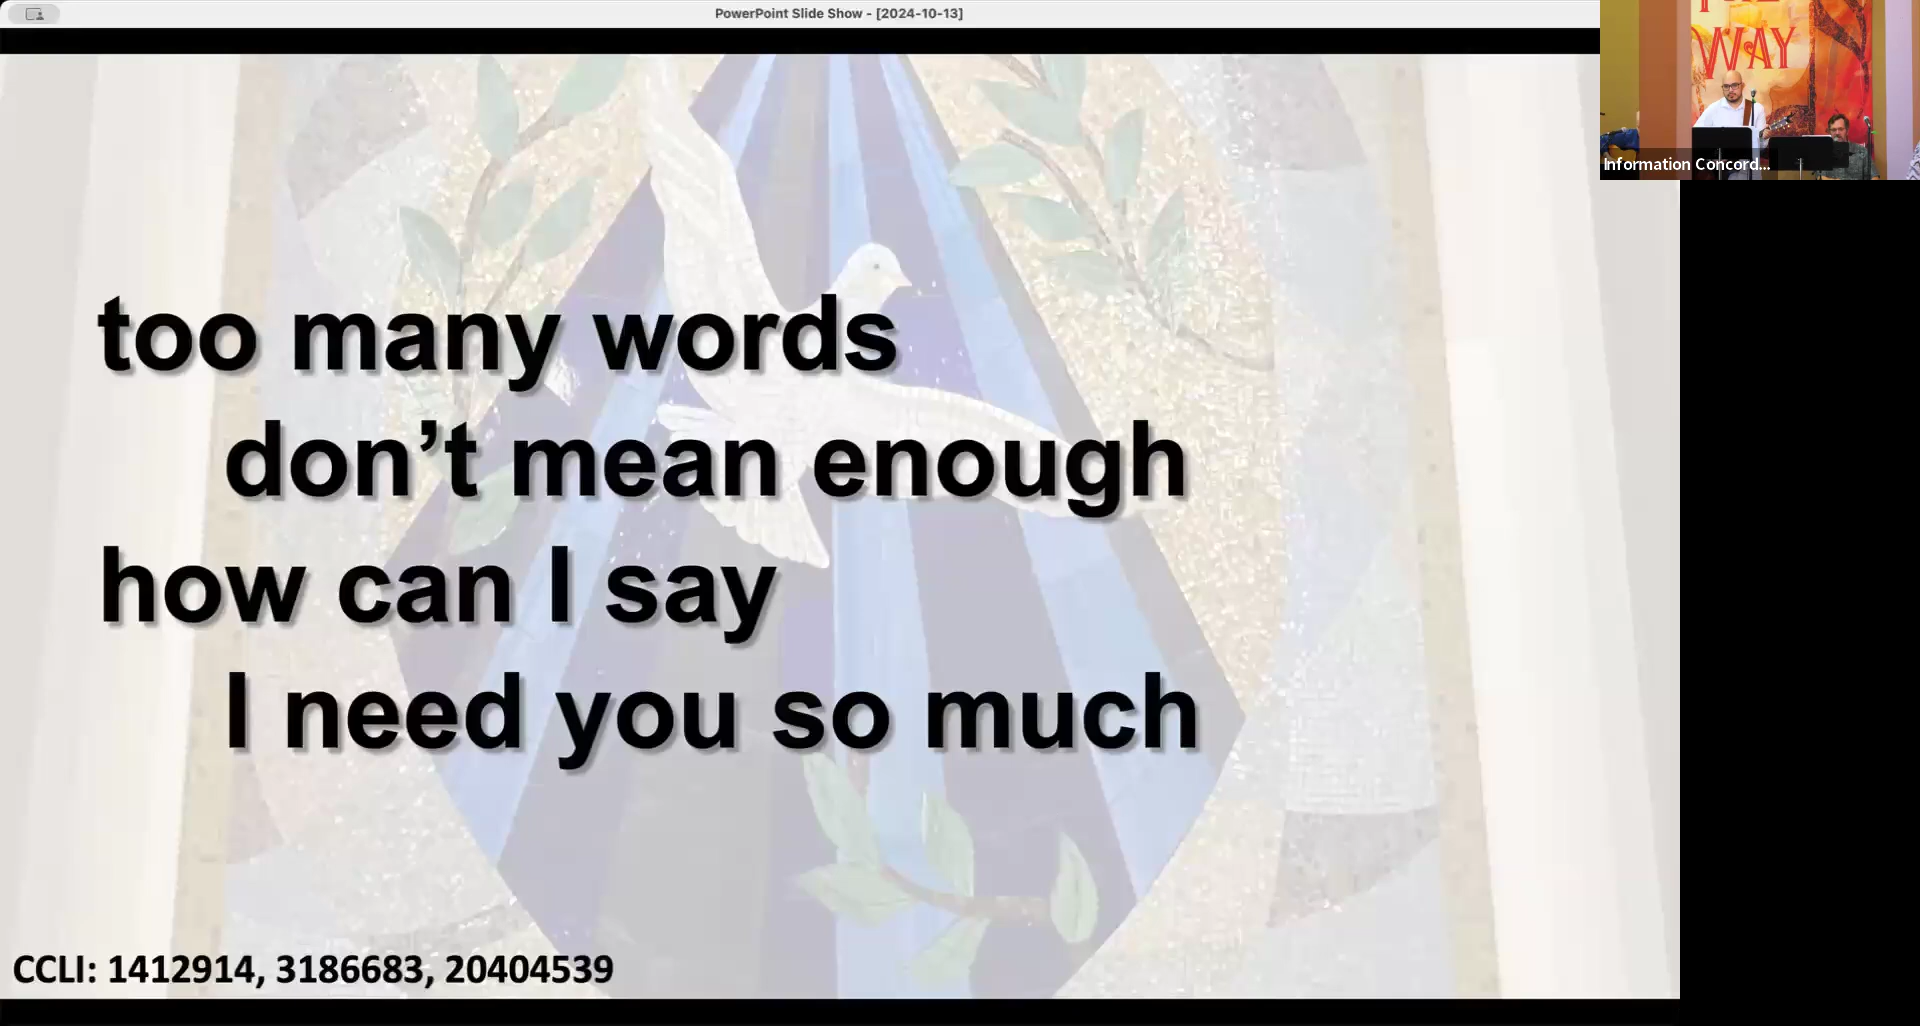 PowerPoint Slide Show - [2024-10-13]
WAY
Information Concord...
too many words
don’t mean enough
how can I say
I need you so much
CCLI: 1412914, 3186683, 20404539